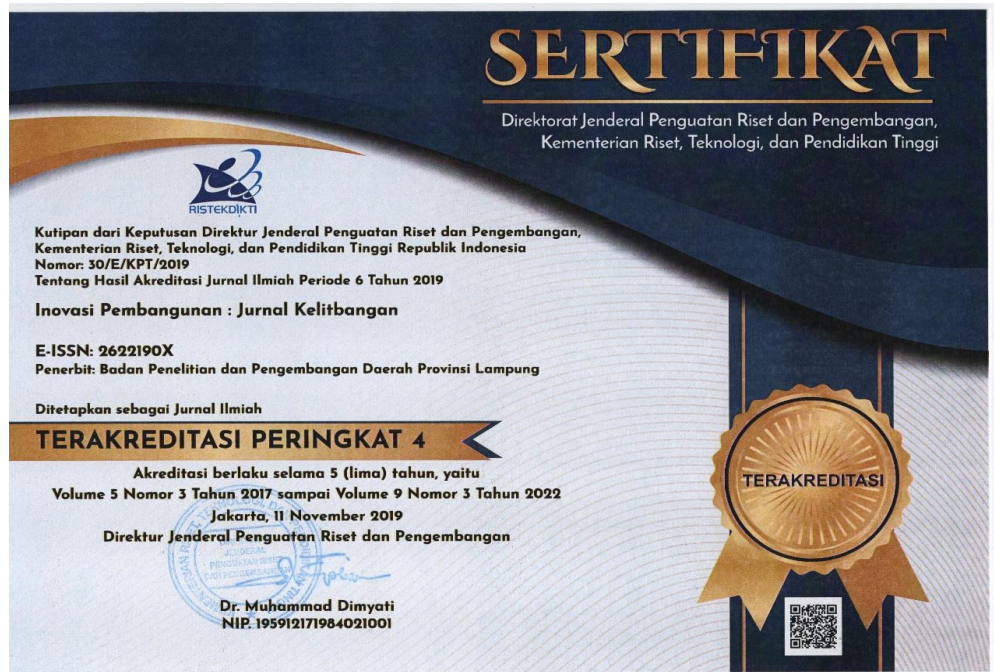 SERTIFIKAT
Direktorat Jenderal Penguatan Riset dan Pengembangan,
Kementerian Riset, Teknologi, dan Pendidikan Tinggi
RISTEKDIKTI
Kutipan dari Keputusan Direktur Jenderal Penguatan Riset dan Pengembangan,
Kementerian Riset, Teknologi, dan Pendidikan Tinggi Republik Indonesia
Nomor: 30/E/KPT/2019
Tentang Hasil Akreditasi Jurnal Ilmiah Periode 6 Tahun 2019
Inovasi Pembangunan : Jurnal Kelitbangan
E-ISSN: 2622190X
Penerbit: Badan Penelitian dan Pengembangan Daerah Provinsi Lampung
Ditetapkan sebagai Jurnal Ilmiah
TERAKREDITASI PERINGKAT 4
Akreditasi berlaku selama 5 (lima) tahun, yaitu
Volume 5 Nomor 3 Tahun 2017 sampai Volume 9 Nomor 3 Tahun 2022
Jakarta, 11 November 2019
Direktur Jenderal Penguatan Riset dan Pengembangan
JENDERAL
PENGUATAN RISET
DAN PENGEMBANGAN
Dr. Muhammad Dimyati
NIP. 195912171984021001
TERAKREDITASI